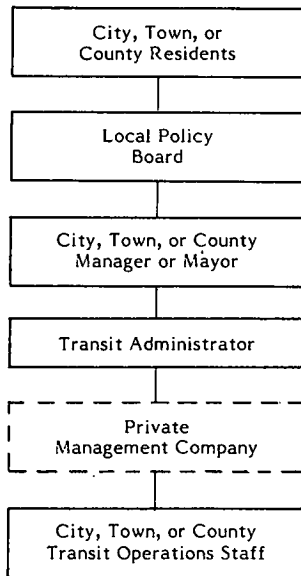 City, Town, or
County Residents
Local Policy
Board
City, Town, or County
Manager or Mayor
Transit Administrator
Private
Management Company
City, Town, or County
Transit Operations Staff